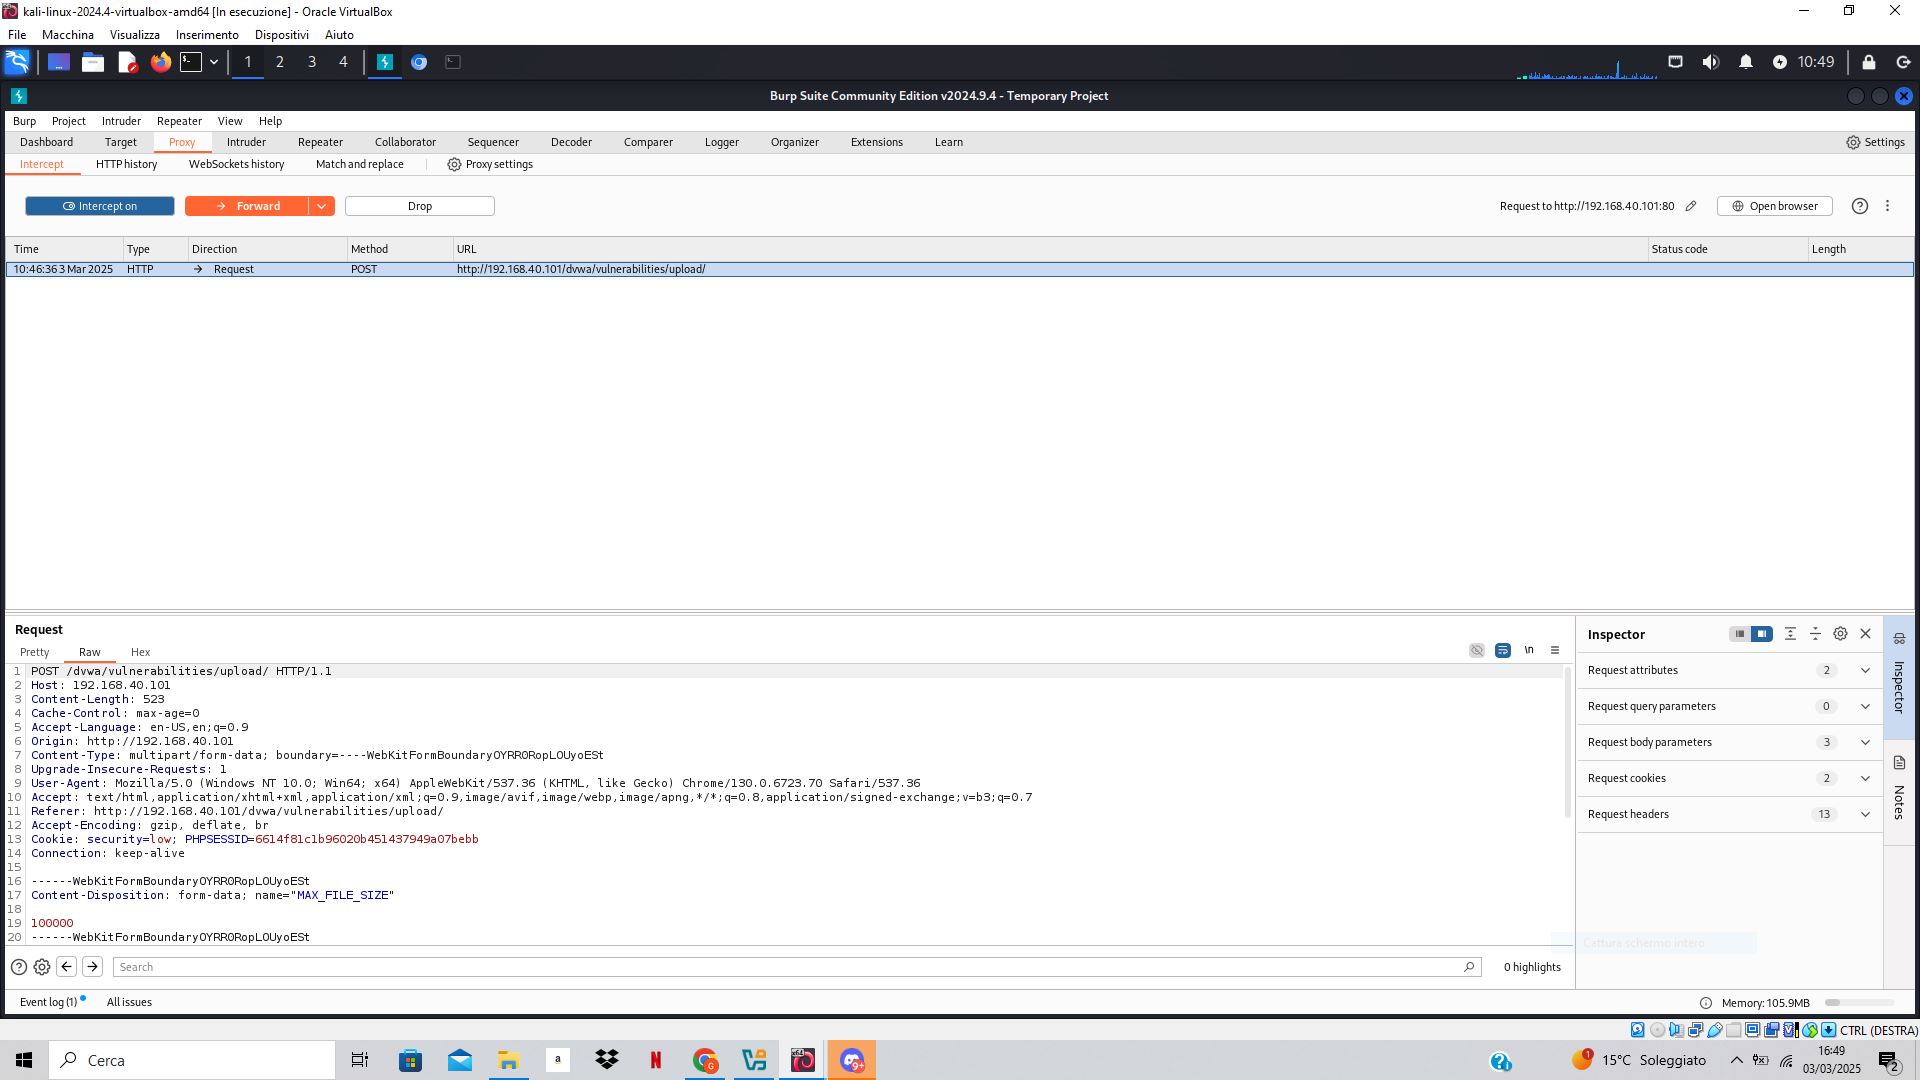 kali-linux-2024.4-virtualbox-amd64 [In esecuzione] - Oracle VirtualBox
File Macchina Visualizza Inserimento Dispositivi Aiuto
1 2 3 4 10:49
Burp Suite Community Edition v2024.9.4 - Temporary Project
Burp Project Intruder Repeater View Help
Dashboard Target Proxy Intruder Repeater Collaborator Sequencer Decoder Comparer Logger Organizer Extensions Learn Settings
Intercept HTTP history WebSockets history Match and replace Proxy settings
Intercept on Forward Drop Request to http://192.168.40.101:80 Open browser
Time Type Direction Method URL Status code Length
10:46:36 3 Mar 2025 HTTP → Request POST http://192.168.40.101/dvwa/vulnerabilities/upload/
Request
Pretty Raw Hex \n
1 POST /dvwa/vulnerabilities/upload/ HTTP/1.1
2 Host: 192.168.40.101
3 Content-Length: 523
4 Cache-Control: max-age=0
5 Accept-Language: en-US,en;q=0.9
6 Origin: http://192.168.40.101
7 Content-Type: multipart/form-data; boundary=----WebKitFormBoundaryOYRR0RopLOUyoESt
8 Upgrade-Insecure-Requests: 1
9 User-Agent: Mozilla/5.0 (Windows NT 10.0; Win64; x64) AppleWebKit/537.36 (KHTML, like Gecko) Chrome/130.0.6723.70 Safari/537.36
10 Accept: text/html,application/xhtml+xml,application/xml;q=0.9,image/avif,image/webp,image/apng,*/*;q=0.8,application/signed-exchange;v=b3;q=0.7
11 Referer: http://192.168.40.101/dvwa/vulnerabilities/upload/
12 Accept-Encoding: gzip, deflate, br
13 Cookie: security=low; PHPSESSID=6614f81c1b96020b451437949a07bebb
14 Connection: keep-alive
15
16 ------WebKitFormBoundaryOYRR0RopLOUyoESt
17 Content-Disposition: form-data; name="MAX_FILE_SIZE"
18
19 100000
20 ------WebKitFormBoundaryOYRR0RopLOUyoESt
Inspector
Request attributes 2
Request query parameters 0
Request body parameters 3
Request cookies 2
Request headers 13
Inspector
Notes
Cattura schermo intero
Search 0 highlights
Event log (1) All issues Memory: 105.9MB
CTRL (DESTRA)
Cerca a N G x64 9+ 1 15°C Soleggiato 16:49
03/03/2025 2